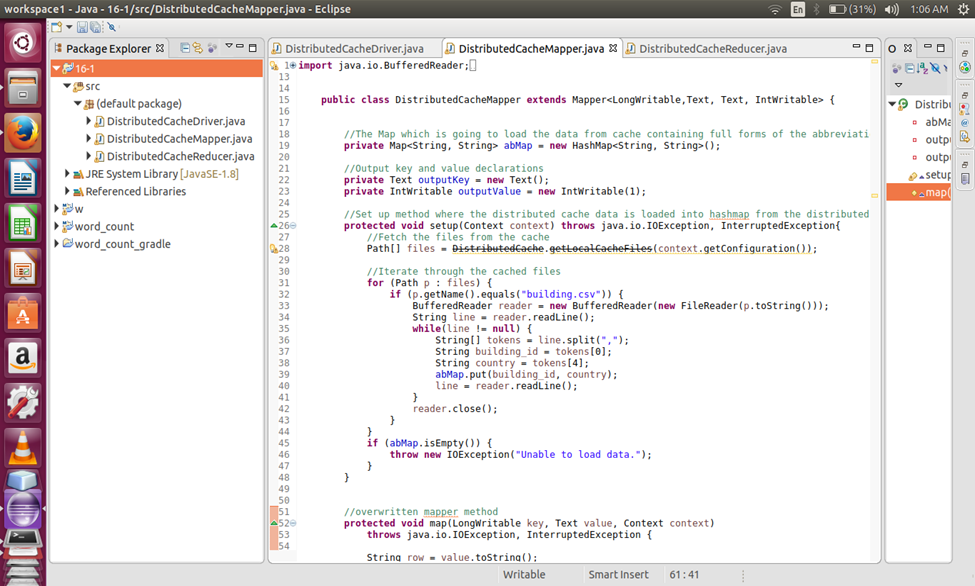 workspace1 - Java - 16-1/src/DistributedCacheMapper.java - Eclipse
En
(31%)
1:06 AM
Package Explorer
16-1
src
(default package)
DistributedCacheDriver.java
DistributedCacheMapper.java
DistributedCacheReducer.java
JRE System Library [JavaSE-1.8]
Referenced Libraries
w
word_count
word_count_gradle
DistributedCacheDriver.java
DistributedCacheMapper.java
DistributedCacheReducer.java
1 import java.io.BufferedReader;
13
14
15 public class DistributedCacheMapper extends Mapper<LongWritable,Text, Text, IntWritable> {
16
17
18 //The Map which is going to load the data from cache containing full forms of the abbreviati
19 private Map<String, String> abMap = new HashMap<String, String>();
20
21 //Output key and value declarations
22 private Text outputKey = new Text();
23 private IntWritable outputValue = new IntWritable(1);
24
25 //Set up method where the distributed cache data is loaded into hashmap from the distributed
26 protected void setup(Context context) throws java.io.IOException, InterruptedException{
27 //Fetch the files from the cache
28 Path[] files = DistributedCache.getLocalCacheFiles(context.getConfiguration());
29
30 //Iterate through the cached files
31 for (Path p : files) {
32 if (p.getName().equals("building.csv")) {
33 BufferedReader reader = new BufferedReader(new FileReader(p.toString()));
34 String line = reader.readLine();
35 while(line != null) {
36 String[] tokens = line.split(",");
37 String building_id = tokens[0];
38 String country = tokens[4];
39 abMap.put(building_id, country);
40 line = reader.readLine();
41 }
42 reader.close();
43 }
44 }
45 if (abMap.isEmpty()) {
46 throw new IOException("Unable to load data.");
47 }
48 }
49
50
51 //overwritten mapper method
52 protected void map(LongWritable key, Text value, Context context)
53 throws java.io.IOException, InterruptedException {
54
String row = value.toString();
O
Distribu
abMa
outp
outp
setup
map(
Writable
Smart Insert
61 : 41